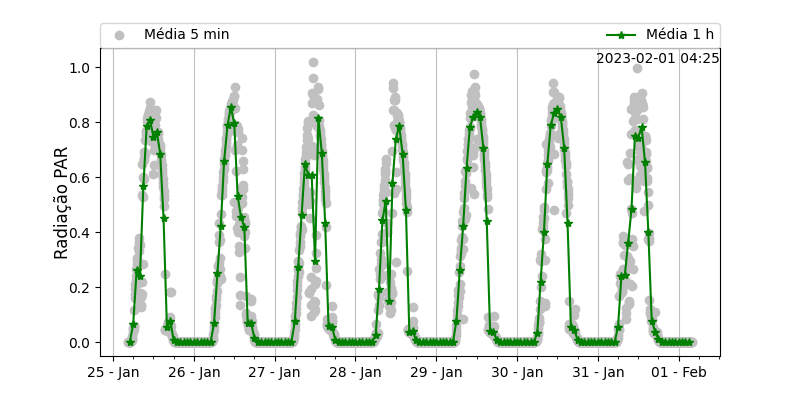 Média 5 min
Média 1 h
2023-02-01 04:25
Radiação PAR
1.0
0.8
0.6
0.4
0.2
0.0
25 - Jan
26 - Jan
27 - Jan
28 - Jan
29 - Jan
30 - Jan
31 - Jan
01 - Feb